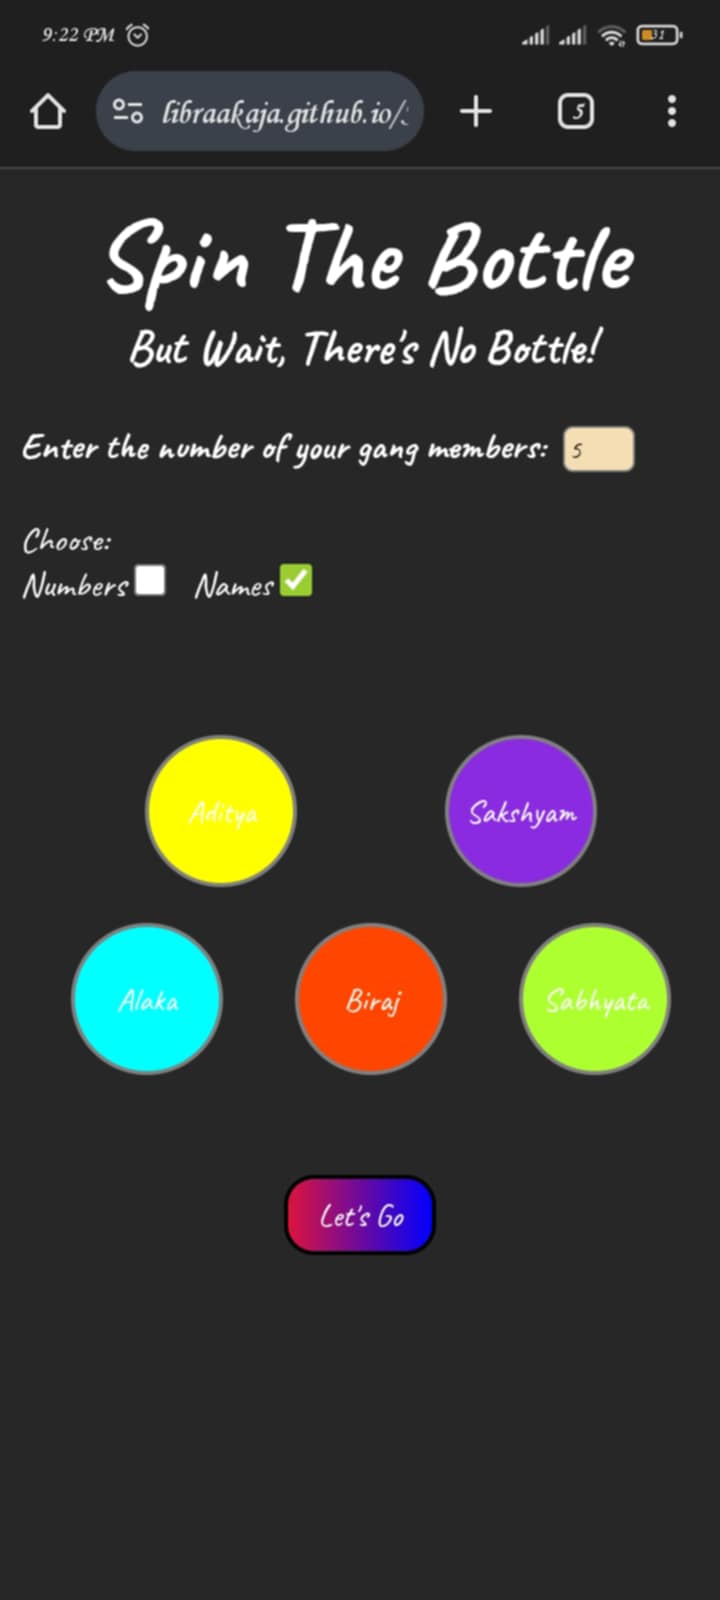 9:22 PM 31
libraakaja.github.io/
5
Spin The Bottle
But Wait, There's No Bottle!
Enter the number of your gang members: 5
Choose:
Numbers Names
Aditya Sakshyam
Alaka Biraj Sabhyata
Let's Go